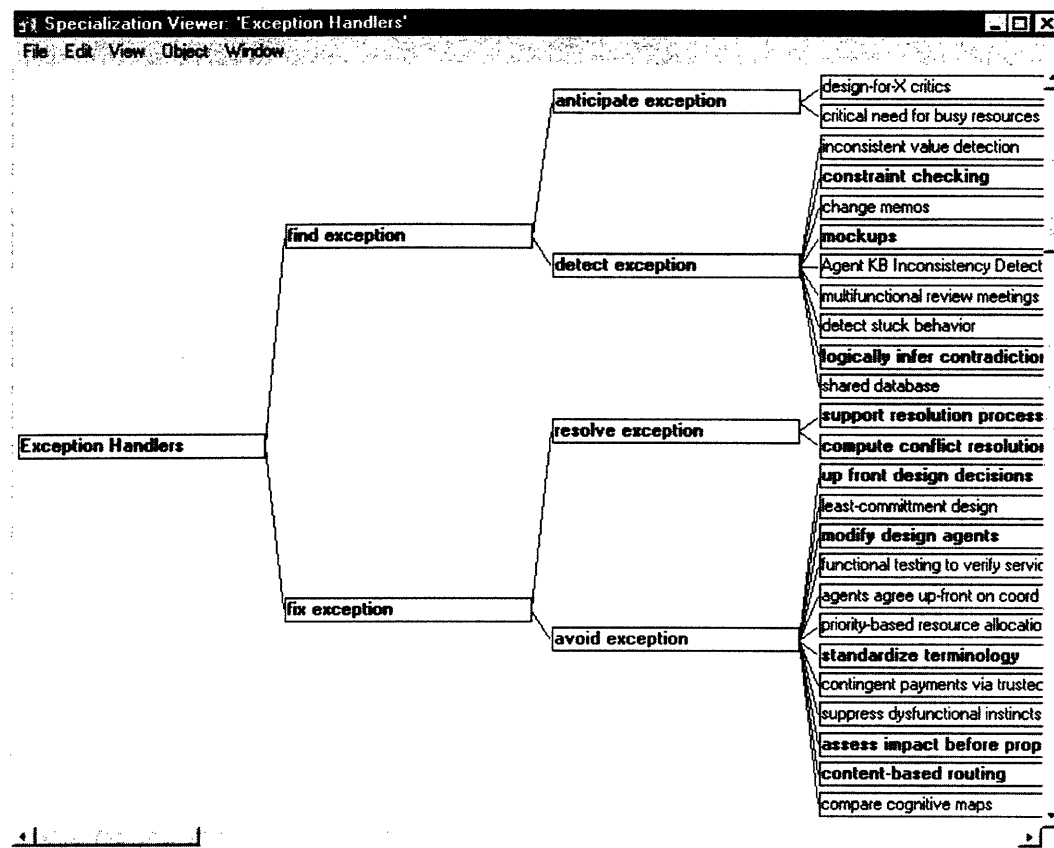 Specialization Viewer: 'Exception Handlers'
File Edit View Object Window
anticipate exception
design-for-X critics
critical need for busy resources
inconsistent value detection
constraint checking
find exception
change memos
mockups
detect exception
Agent KB Inconsistency Detect
multifunctional review meetings
detect stuck behavior
logically infer contradiction
shared database
Exception Handlers
resolve exception
support resolution process
compute conflict resolution
up front design decisions
least-committment design
modify design agents
functional testing to verify servic
fix exception
agents agree up-front on coord
priority-based resource allocatio
avoid exception
standardize terminology
contingent payments via trusted
suppress dysfunctional instincts
assess impact before prop
content-based routing
compare cognitive maps